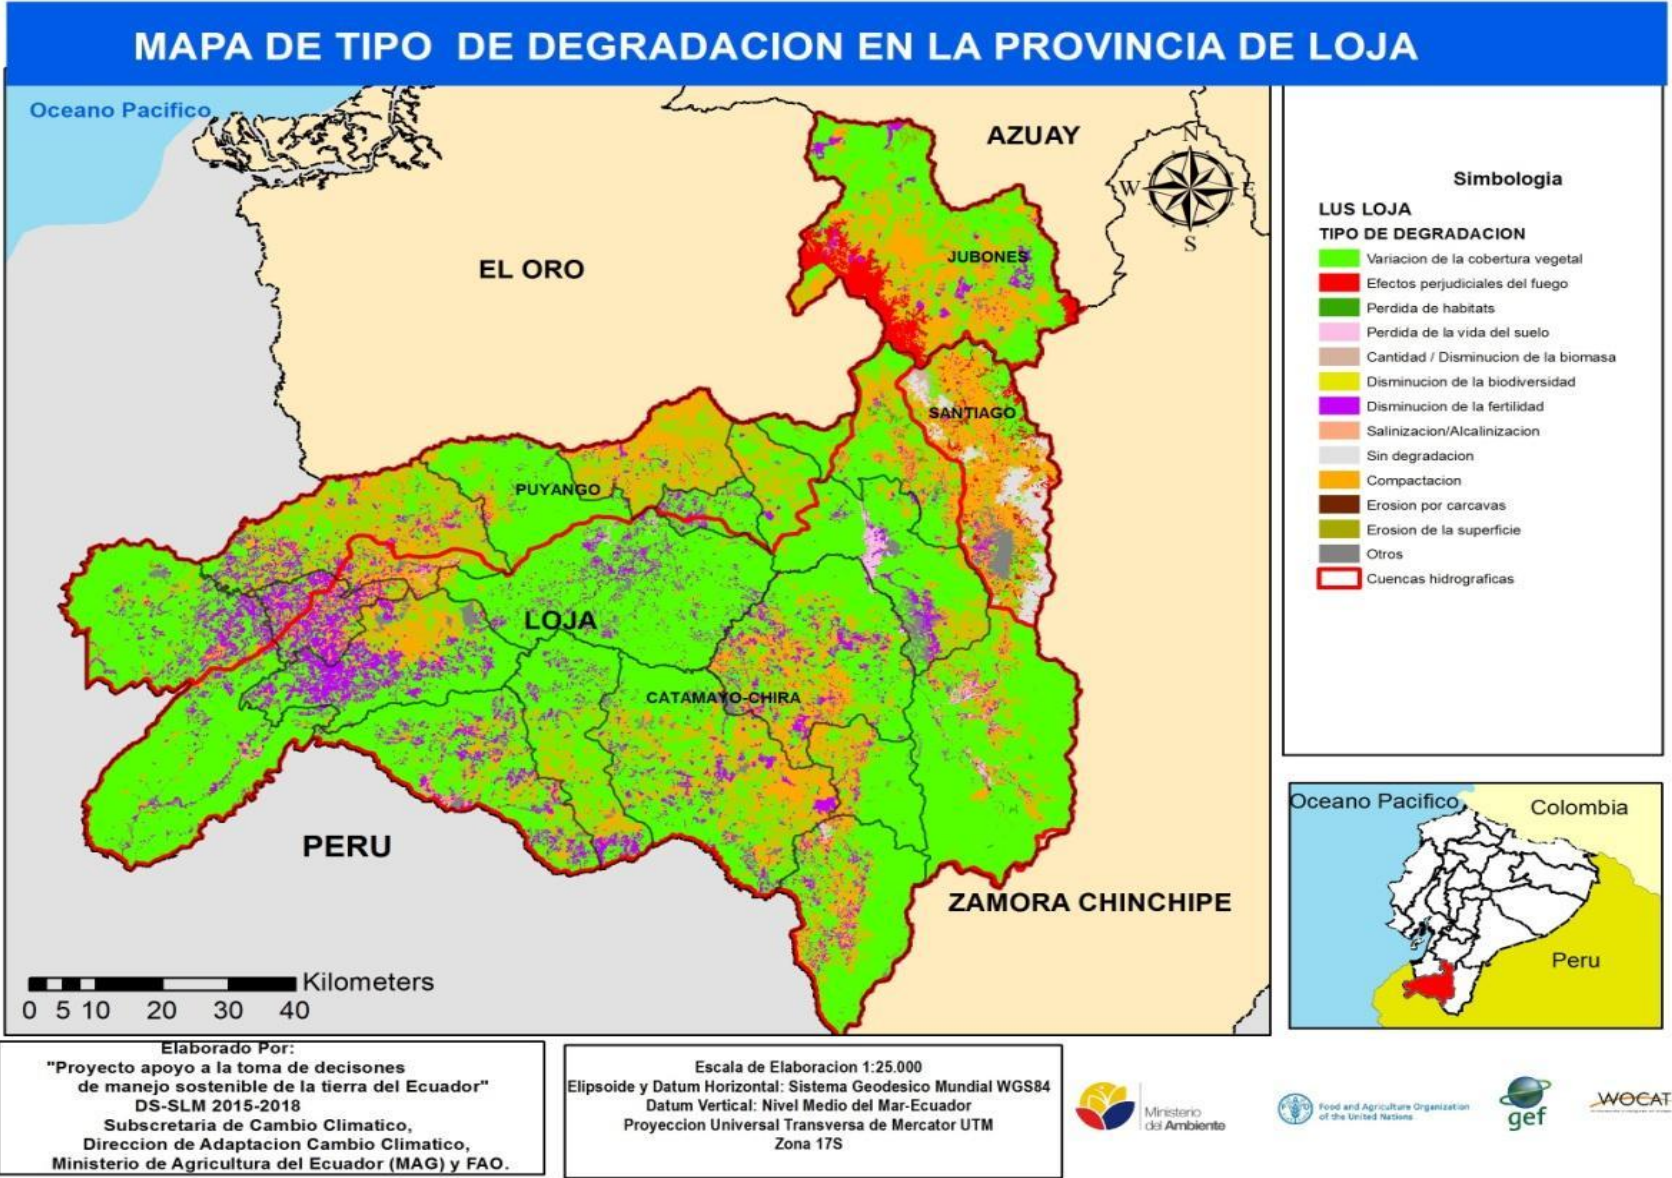 MAPA DE TIPO DE DEGRADACION EN LA PROVINCIA DE LOJA
Oceano Pacifico
AZUAY
N
W
E
S
EL ORO
JUBONES
SANTIAGO
PUYANGO
LOJA
CATAMAYO-CHIRA
PERU
ZAMORA CHINCHIPE
Kilometers
0 5 10 20 30 40
Simbologia
LUS LOJA
TIPO DE DEGRADACION
Variacion de la cobertura vegetal
Efectos perjudiciales del fuego
Perdida de habitats
Perdida de la vida del suelo
Cantidad / Disminucion de la biomasa
Disminucion de la biodiversidad
Disminucion de la fertilidad
Salinizacion/Alcalinizacion
Sin degradacion
Compactacion
Erosion por carcavas
Erosion de la superficie
Otros
Cuencas hidrograficas
Oceano Pacifico
Colombia
Peru
Elaborado Por:
"Proyecto apoyo a la toma de decisones
de manejo sostenible de la tierra del Ecuador"
DS-SLM 2015-2018
Subscretaria de Cambio Climatico,
Direccion de Adaptacion Cambio Climatico,
Ministerio de Agricultura del Ecuador (MAG) y FAO.
Escala de Elaboracion 1:25.000
Elipsoide y Datum Horizontal: Sistema Geodesico Mundial WGS84
Datum Vertical: Nivel Medio del Mar-Ecuador
Proyeccion Universal Transversa de Mercator UTM
Zona 17S
Ministerio
del Ambiente
Food and Agriculture Organization
of the United Nations
gef
WOCAT